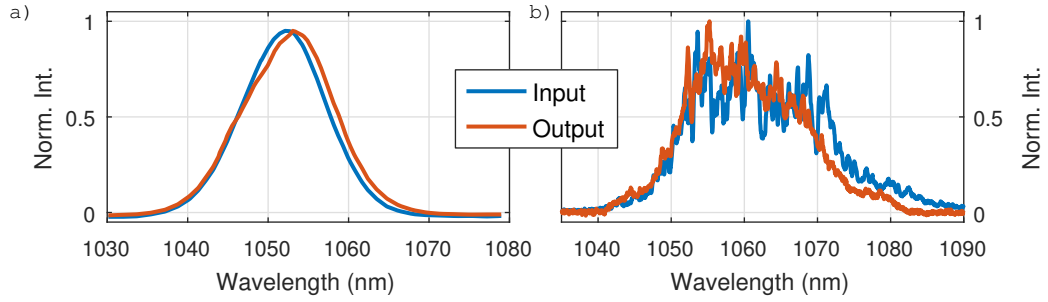 a)
b)
1
0.5
0
Norm. Int.
Input
Output
1
0.5
0
Norm. Int.
1030 1040 1050 1060 1070 1080
1040 1050 1060 1070 1080 1090
Wavelength (nm)
Wavelength (nm)